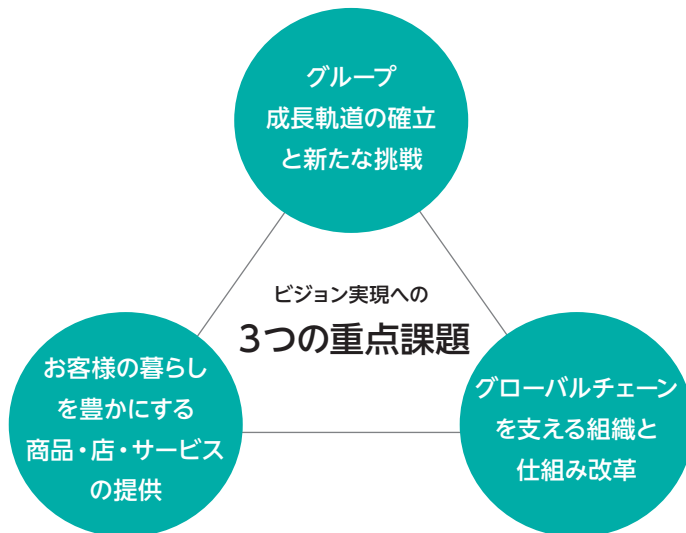 グループ
成長軌道の確立
と新たな挑戦
ビジョン実現への
3つの重点課題
お客様の暮らし
を豊かにする
商品・店・サービス
の提供
グローバルチェーン
を支える組織と
仕組み改革